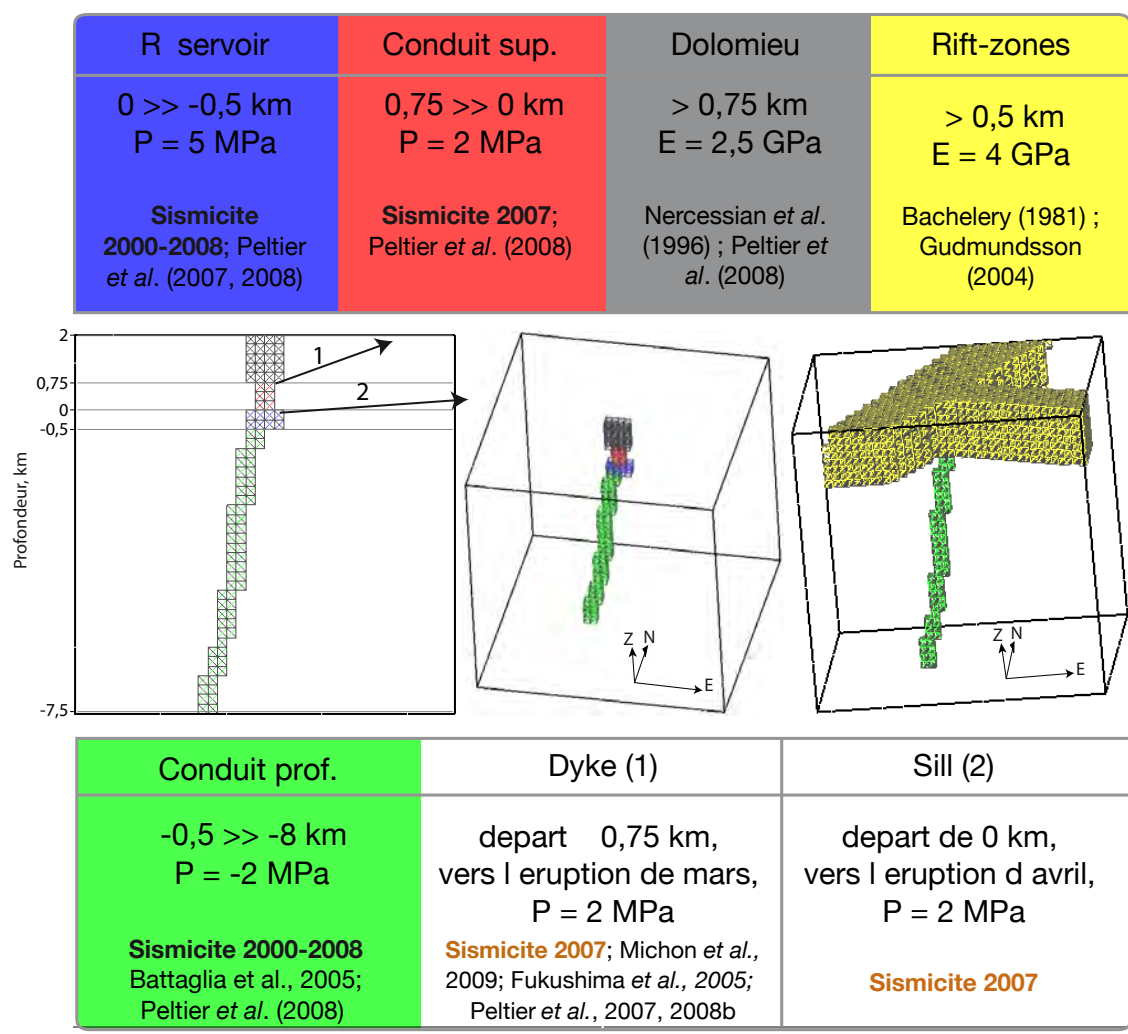 R servoir
Conduit sup.
Dolomieu
Rift-zones
0 >> -0,5 km
P = 5 MPa
0,75 >> 0 km
P = 2 MPa
> 0,75 km
E = 2,5 GPa
> 0,5 km
E = 4 GPa
Sismicite
2000-2008; Peltier
et al. (2007, 2008)
Sismicite 2007;
Peltier et al. (2008)
Nercessian et al.
(1996) ; Peltier et
al. (2008)
Bachelery (1981) ;
Gudmundsson
(2004)
2
0,75
0
-0,5
-7,5
Profondeur, km
1
2
Z
N
E
Z
N
E
Conduit prof.
Dyke (1)
Sill (2)
-0,5 >> -8 km
P = -2 MPa
depart 0,75 km,
vers l eruption de mars,
P = 2 MPa
depart de 0 km,
vers l eruption d avril,
P = 2 MPa
Sismicite 2000-2008
Battaglia et al., 2005;
Peltier et al. (2008)
Sismicite 2007; Michon et al.,
2009; Fukushima et al., 2005;
Peltier et al., 2007, 2008b
Sismicite 2007